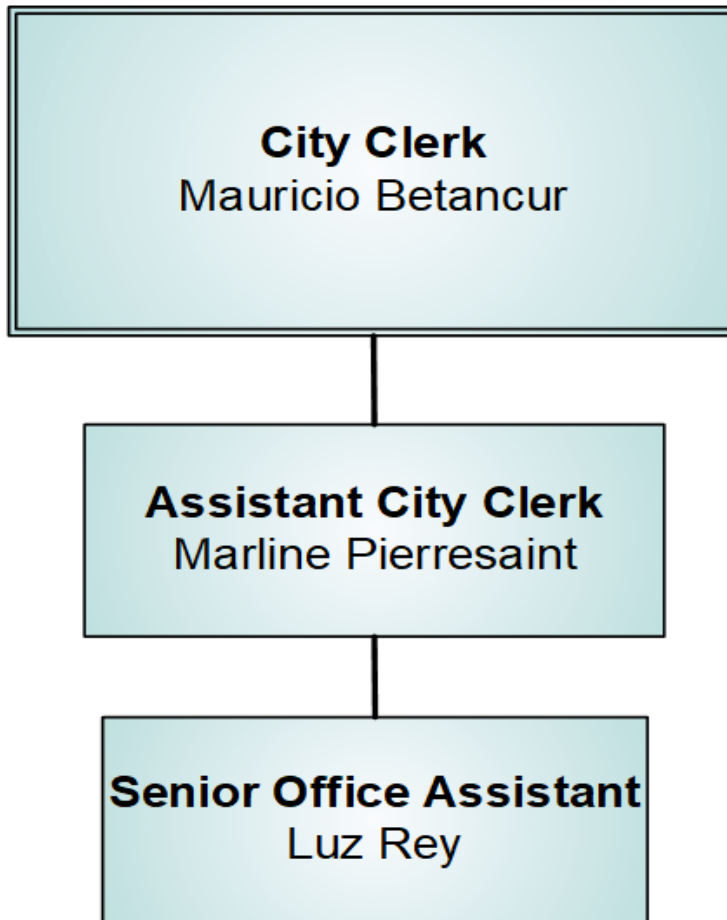 City Clerk
Mauricio Betancur
Assistant City Clerk
Marline Pierresaint
Senior Office Assistant
Luz Rey